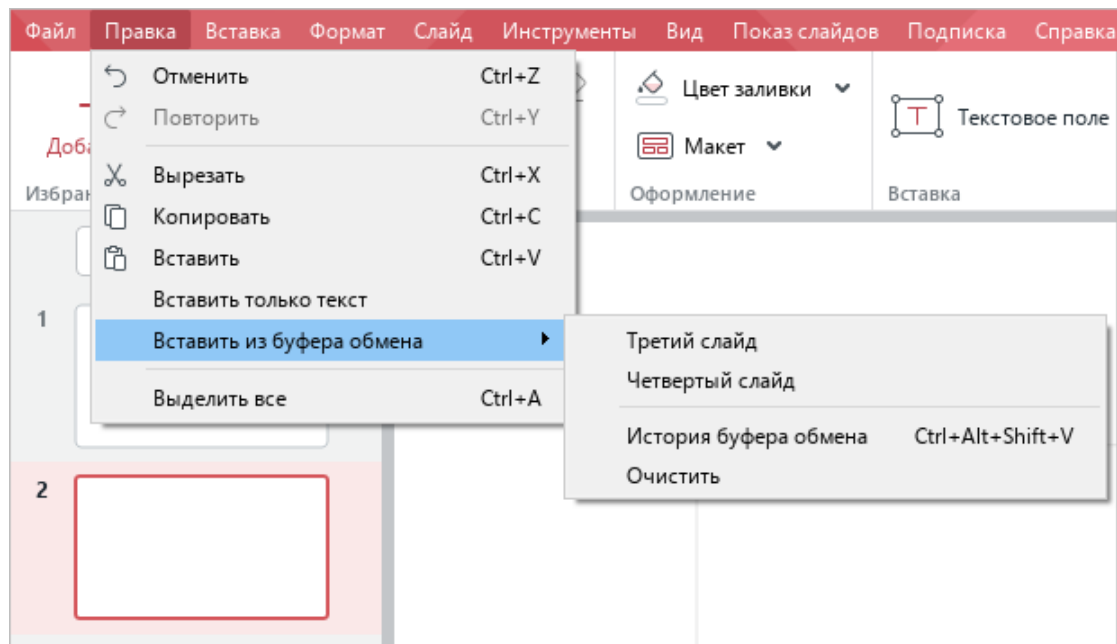 Файл Правка Вставка Формат Слайд Инструменты Вид Показ слайдов Подписка Справка
Отменить Ctrl+Z
Повторить Ctrl+Y
Вырезать Ctrl+X
Копировать Ctrl+C
Вставить Ctrl+V
Вставить только текст
Вставить из буфера обмена
Выделить все Ctrl+A
Цвет заливки
Макет
Оформление
Текстовое поле
Вставка
Третий слайд
Четвертый слайд
История буфера обмена Ctrl+Alt+Shift+V
Очистить
1
2